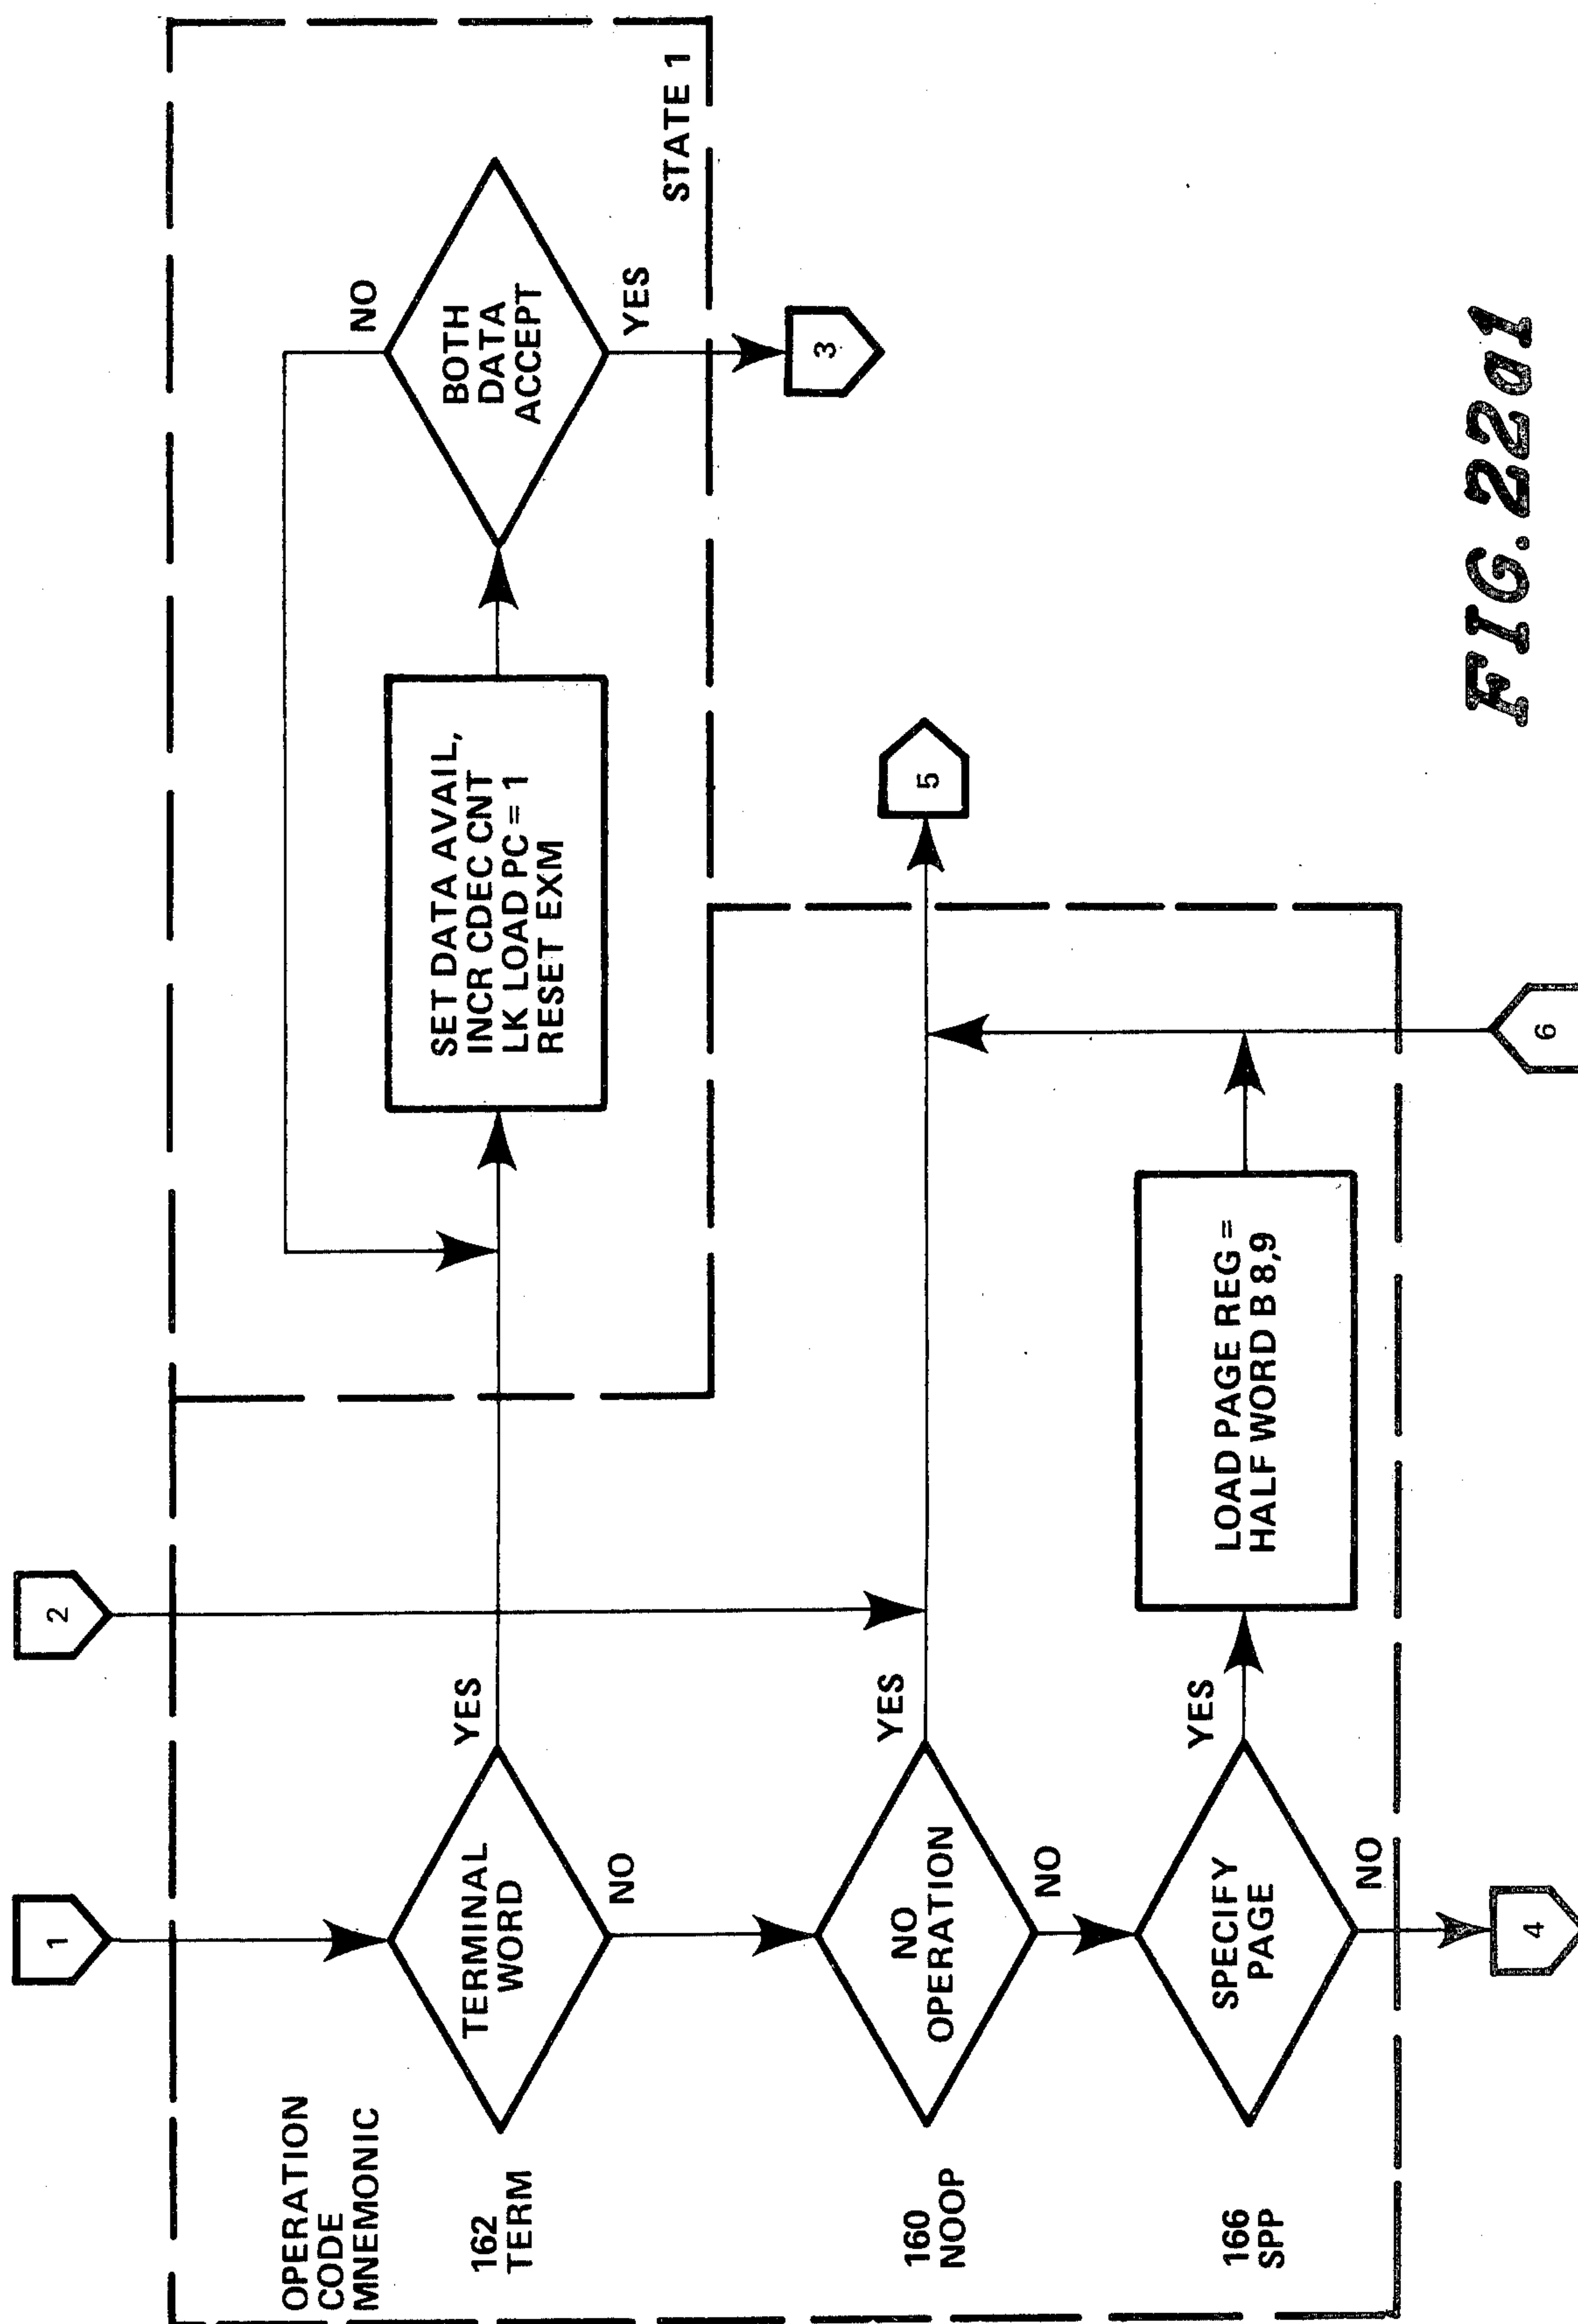 1
2
OPERATION
CODE
MNEMONIC
162
TERM
TERMINAL
WORD
YES
NO
SET DATA AVAIL,
INCR CDEC CNT
LK LOAD PC = 1
RESET EXM
BOTH
DATA
ACCEPT
NO
YES
STATE 1
3
160
NOOP
NO
OPERATION
YES
NO
5
166
SPP
SPECIFY
PAGE
YES
NO
LOAD PAGE REG =
HALF WORD B 8,9
4
6
FIG. 22a1